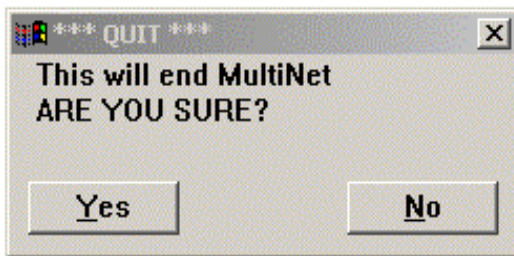 *** QUIT ***
This will end MultiNet
ARE YOU SURE?
Yes
No